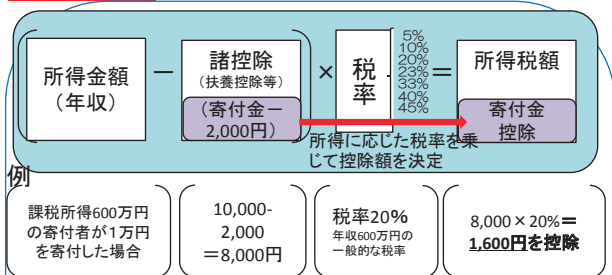 所得金額
(年収)
－
諸控除
(扶養控除等)
(寄付金－
2,000円)
×
税
率
5%
10%
20%
23%
33%
40%
45%
＝
所得税額
寄付金
控除
所得に応じた税率を乗
じて控除額を決定
例
課税所得600万円
の寄付者が1万円
を寄付した場合
10,000-
2,000
＝8,000円
税率20%
年収600万円の
一般的な税率
8,000×20%＝
1,600円を控除